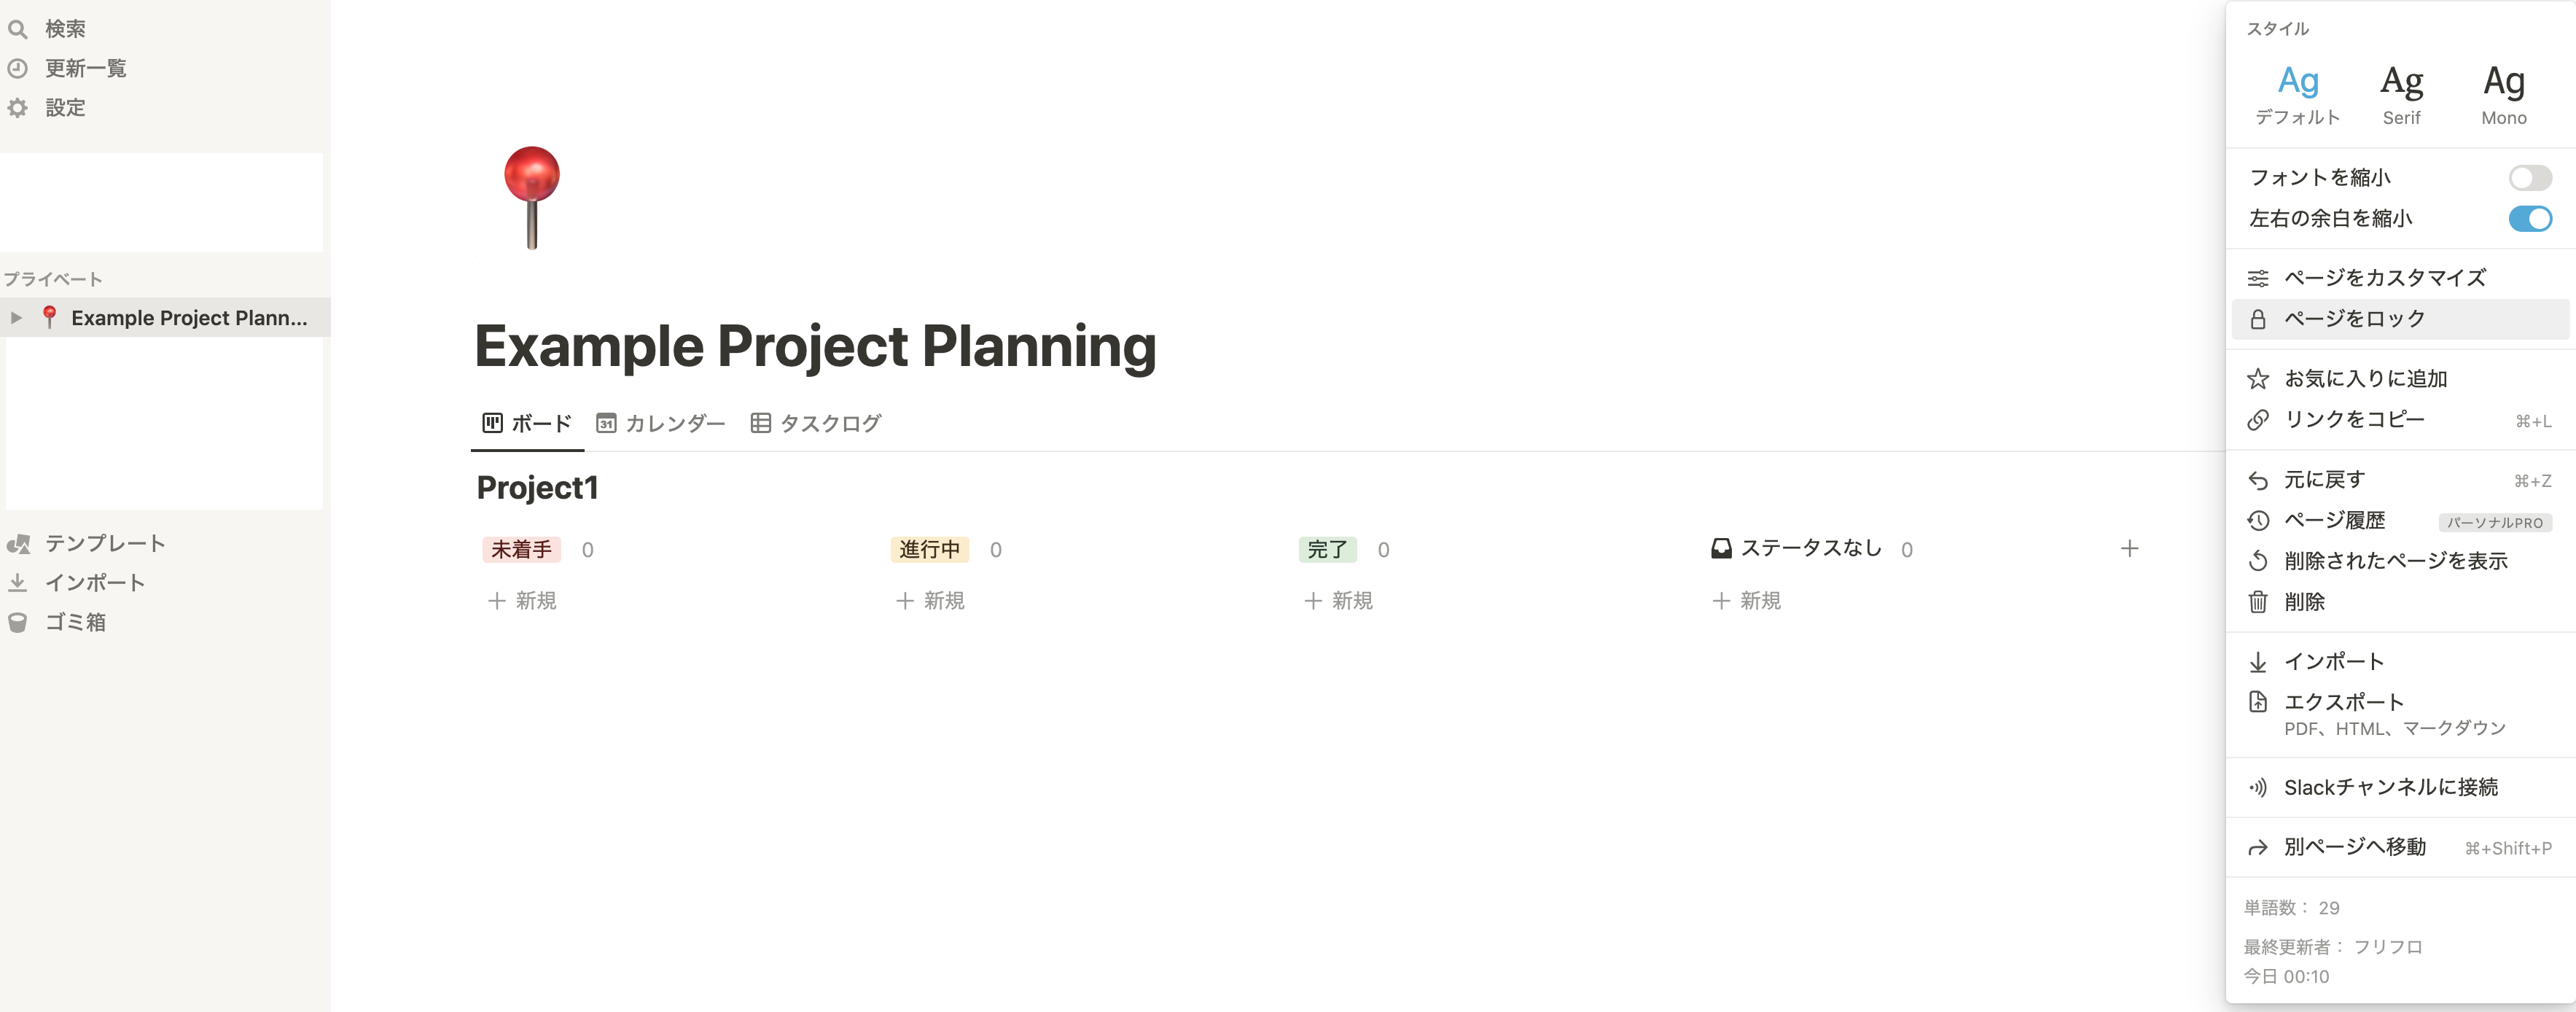 検索
更新一覧
設定
プライベート
Example Project Plann...
テンプレート
インポート
ゴミ箱
Example Project Planning
ボード 31 カレンダー タスクログ
Project1
未着手 0 進行中 0 完了 0 ステータスなし 0 +
+ 新規 + 新規 + 新規 + 新規
スタイル
Ag Ag Ag
デフォルト Serif Mono
フォントを縮小
左右の余白を縮小
ページをカスタマイズ
ページをロック
お気に入りに追加
リンクをコピー ⌘+L
元に戻す ⌘+Z
ページ履歴 パーソナルPRO
削除されたページを表示
削除
インポート
エクスポート
PDF、HTML、マークダウン
Slackチャンネルに接続
別ページへ移動 ⌘+Shift+P
単語数： 29
最終更新者： フリフロ
今日 00:10